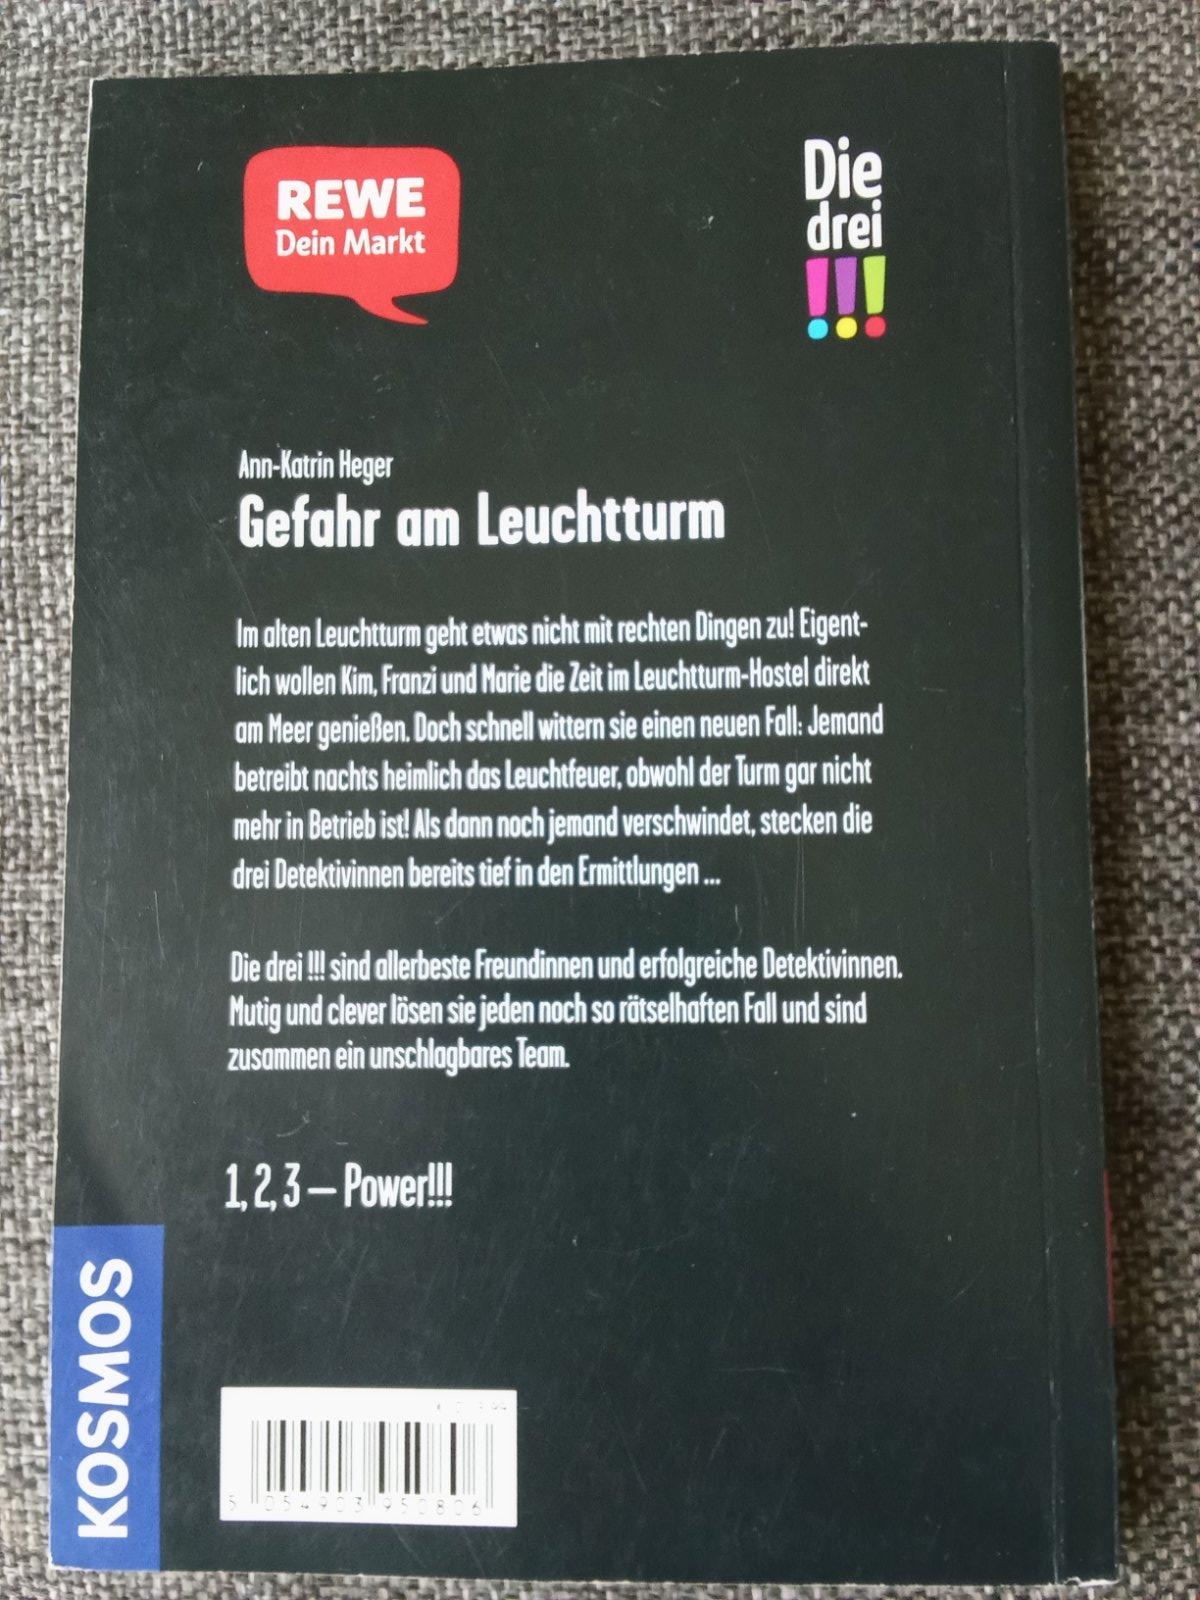 REWE
Dein Markt
Die
drei
!!!
Ann-Katrin Heger
Gefahr am Leuchtturm
Im alten Leuchtturm geht etwas nicht mit rechten Dingen zu! Eigent-
lich wollen Kim, Franzi und Marie die Zeit im Leuchtturm-Hostel direkt
am Meer genießen. Doch schnell wittern sie einen neuen Fall: Jemand
betreibt nachts heimlich das Leuchtfeuer, obwohl der Turm gar nicht
mehr in Betrieb ist! Als dann noch jemand verschwindet, stecken die
drei Detektivinnen bereits tief in den Ermittlungen ...
Die drei !!! sind allerbeste Freundinnen und erfolgreiche Detektivinnen.
Mutig und clever lösen sie jeden noch so rätselhaften Fall und sind
zusammen ein unschlagbares Team.
1, 2, 3 – Power!!!
KOSMOS
5 054903 950806